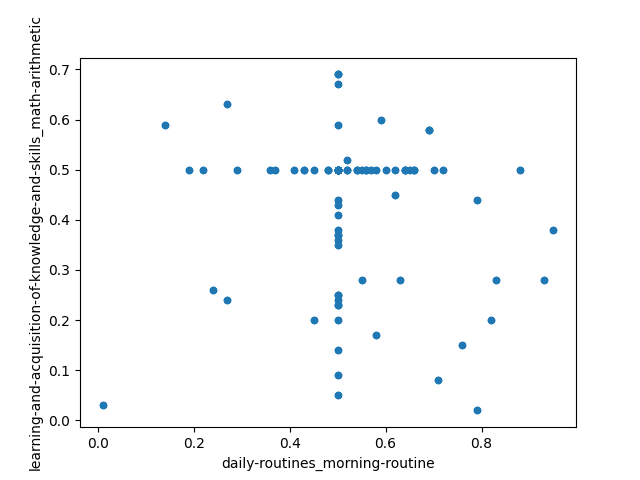 learning-and-acquisition-of-knowledge-and-skills_math-arithmetic
0.7
0.6
0.5
0.4
0.3
0.2
0.1
0.0
0.0 0.2 0.4 0.6 0.8
daily-routines_morning-routine